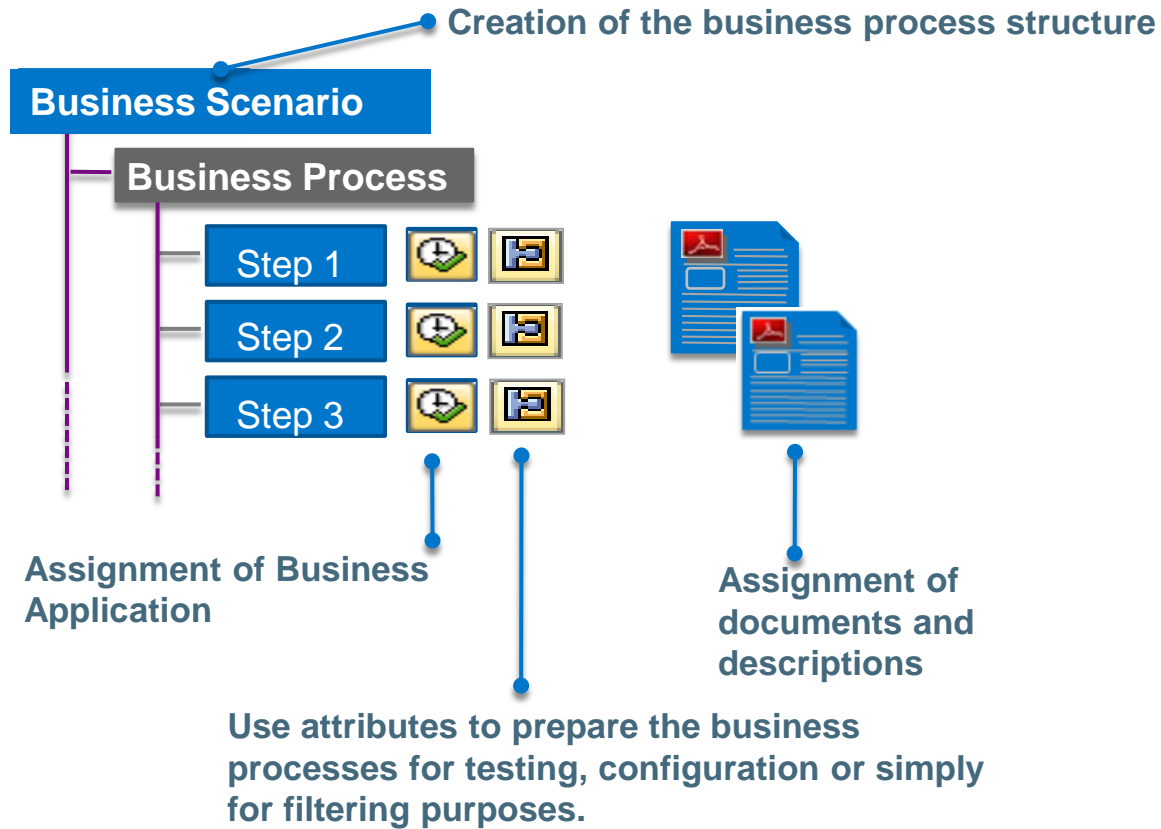 Creation of the business process structure
Business Scenario
Business Process
Step 1
Step 2
Step 3
Assignment of Business
Application
Assignment of
documents and
descriptions
Use attributes to prepare the business
processes for testing, configuration or simply
for filtering purposes.